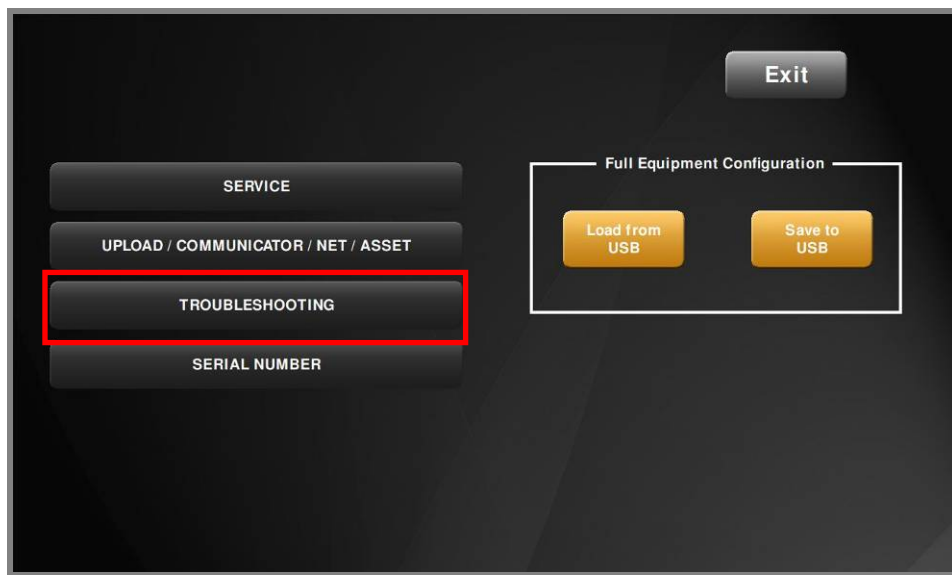 Exit
Full Equipment Configuration
SERVICE
Load from
USB
Save to
USB
UPLOAD / COMMUNICATOR / NET / ASSET
TROUBLESHOOTING
SERIAL NUMBER